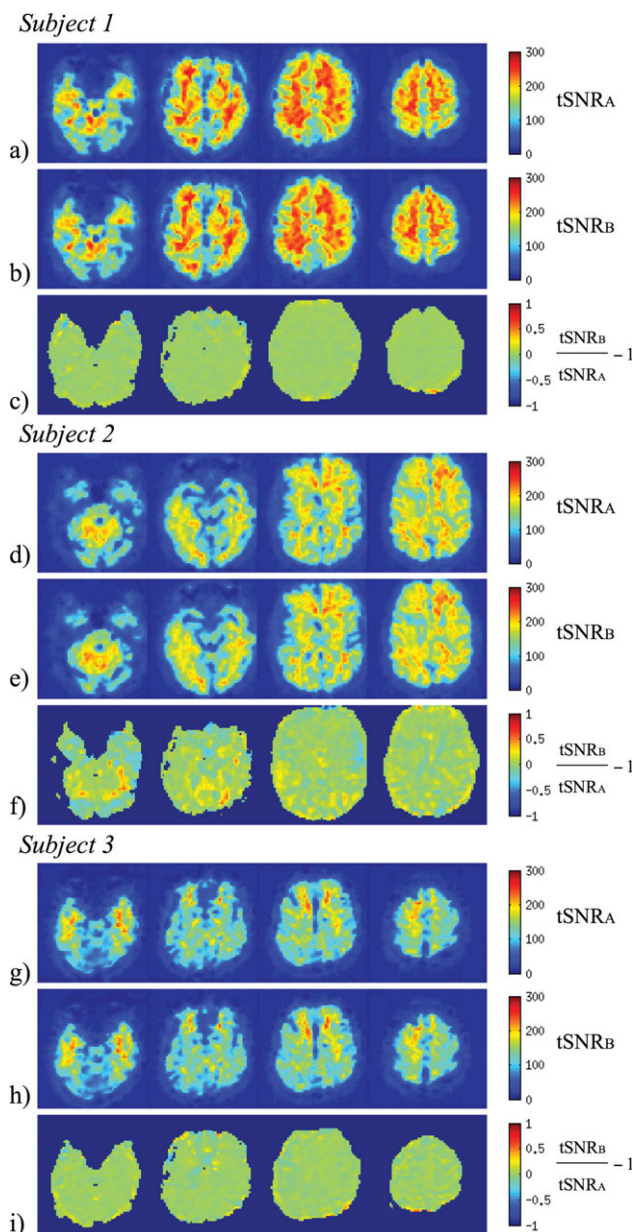 Subject 1
300
200
100
0
tSNRA
a)
300
200
100
0
tSNRB
b)
1
0,5
0
-0,5
-1
tSNRB
tSNRA
-1
c)
Subject 2
300
200
100
0
tSNRA
d)
300
200
100
0
tSNRB
e)
1
0,5
0
-0,5
-1
tSNRB
tSNRA
-1
f)
Subject 3
300
200
100
0
tSNRA
g)
300
200
100
0
tSNRB
h)
1
0,5
0
-0,5
-1
tSNRB
tSNRA
-1
i)